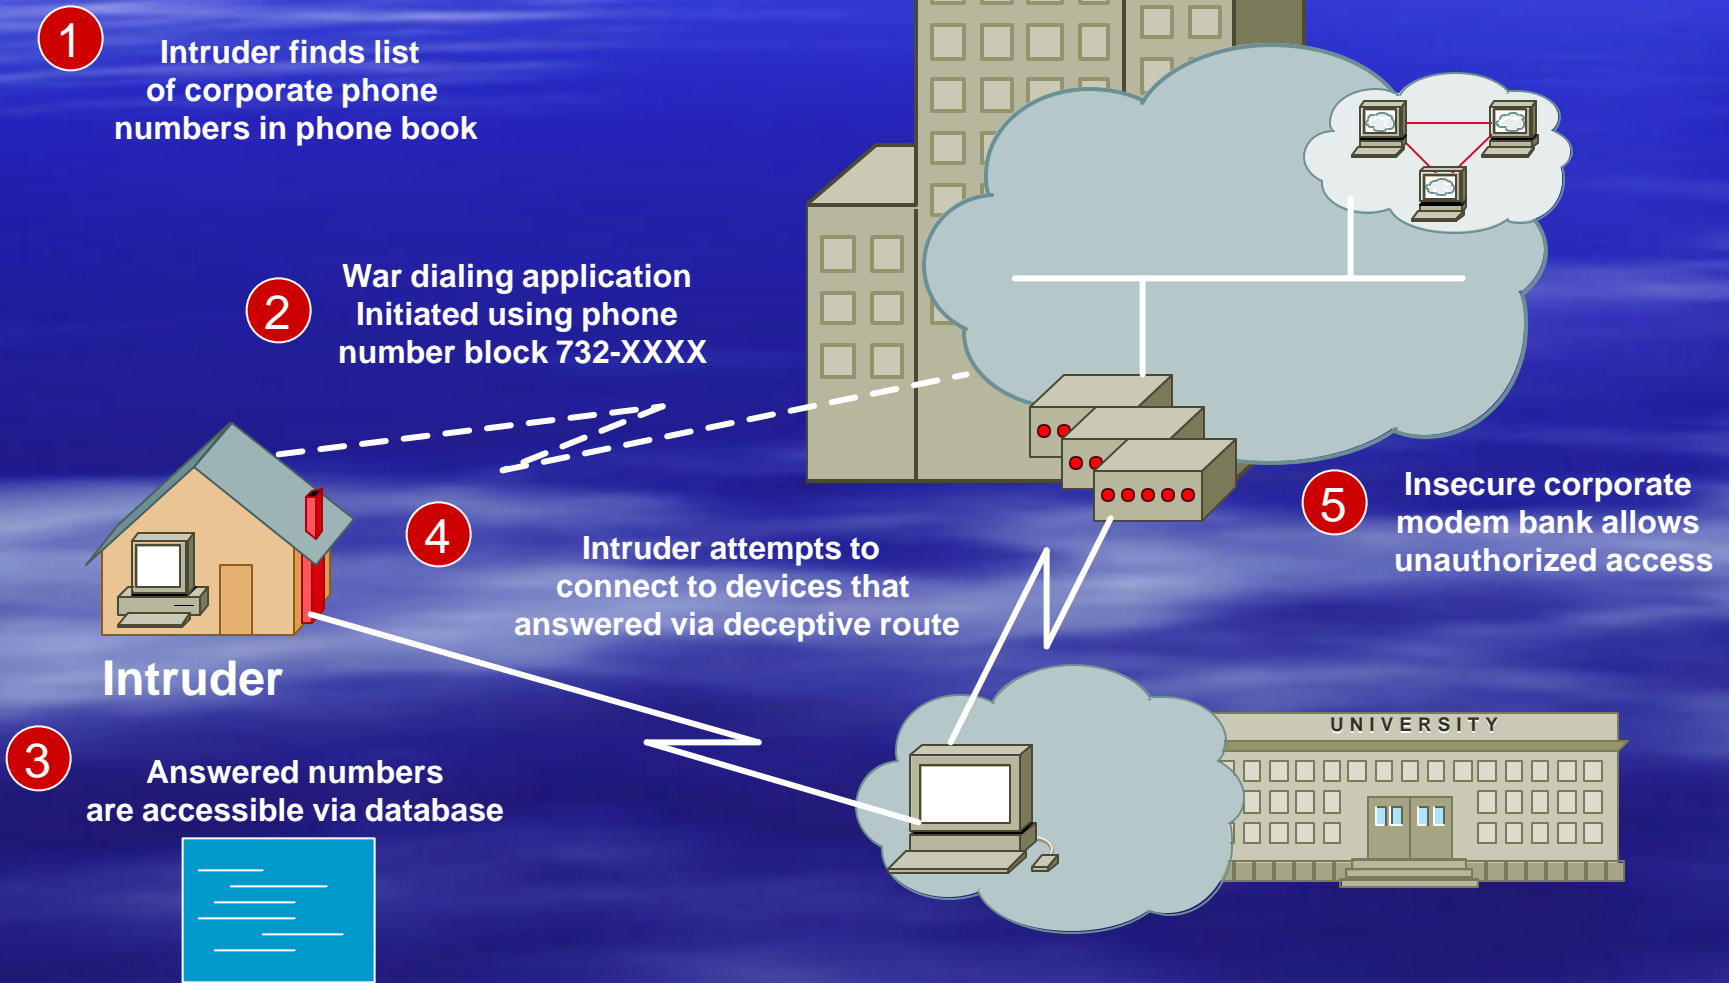 1
Intruder finds list
of corporate phone
numbers in phone book
2
War dialing application
Initiated using phone
number block 732-XXXX
4
Intruder attempts to
connect to devices that
answered via deceptive route
5
Insecure corporate
modem bank allows
unauthorized access
Intruder
3
Answered numbers
are accessible via database
UNIVERSITY